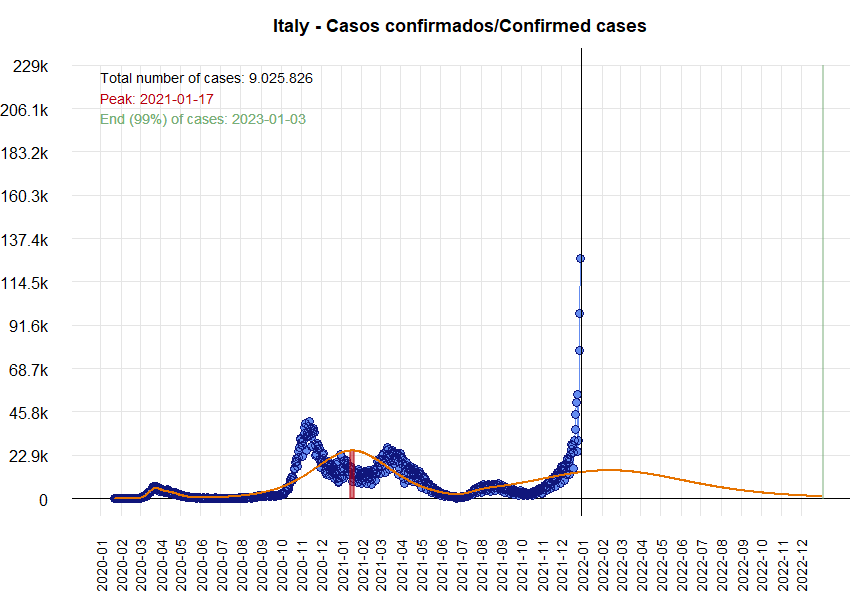 Italy - Casos confirmados/Confirmed cases
Total number of cases: 9.025.826
Peak: 2021-01-17
End (99%) of cases: 2023-01-03
229k
206.1k
183.2k
160.3k
137.4k
114.5k
91.6k
68.7k
45.8k
22.9k
0
2020-01
2020-02
2020-03
2020-04
2020-05
2020-06
2020-07
2020-08
2020-09
2020-10
2020-11
2020-12
2021-01
2021-02
2021-03
2021-04
2021-05
2021-06
2021-07
2021-08
2021-09
2021-10
2021-11
2021-12
2022-01
2022-02
2022-03
2022-04
2022-05
2022-06
2022-07
2022-08
2022-09
2022-10
2022-11
2022-12